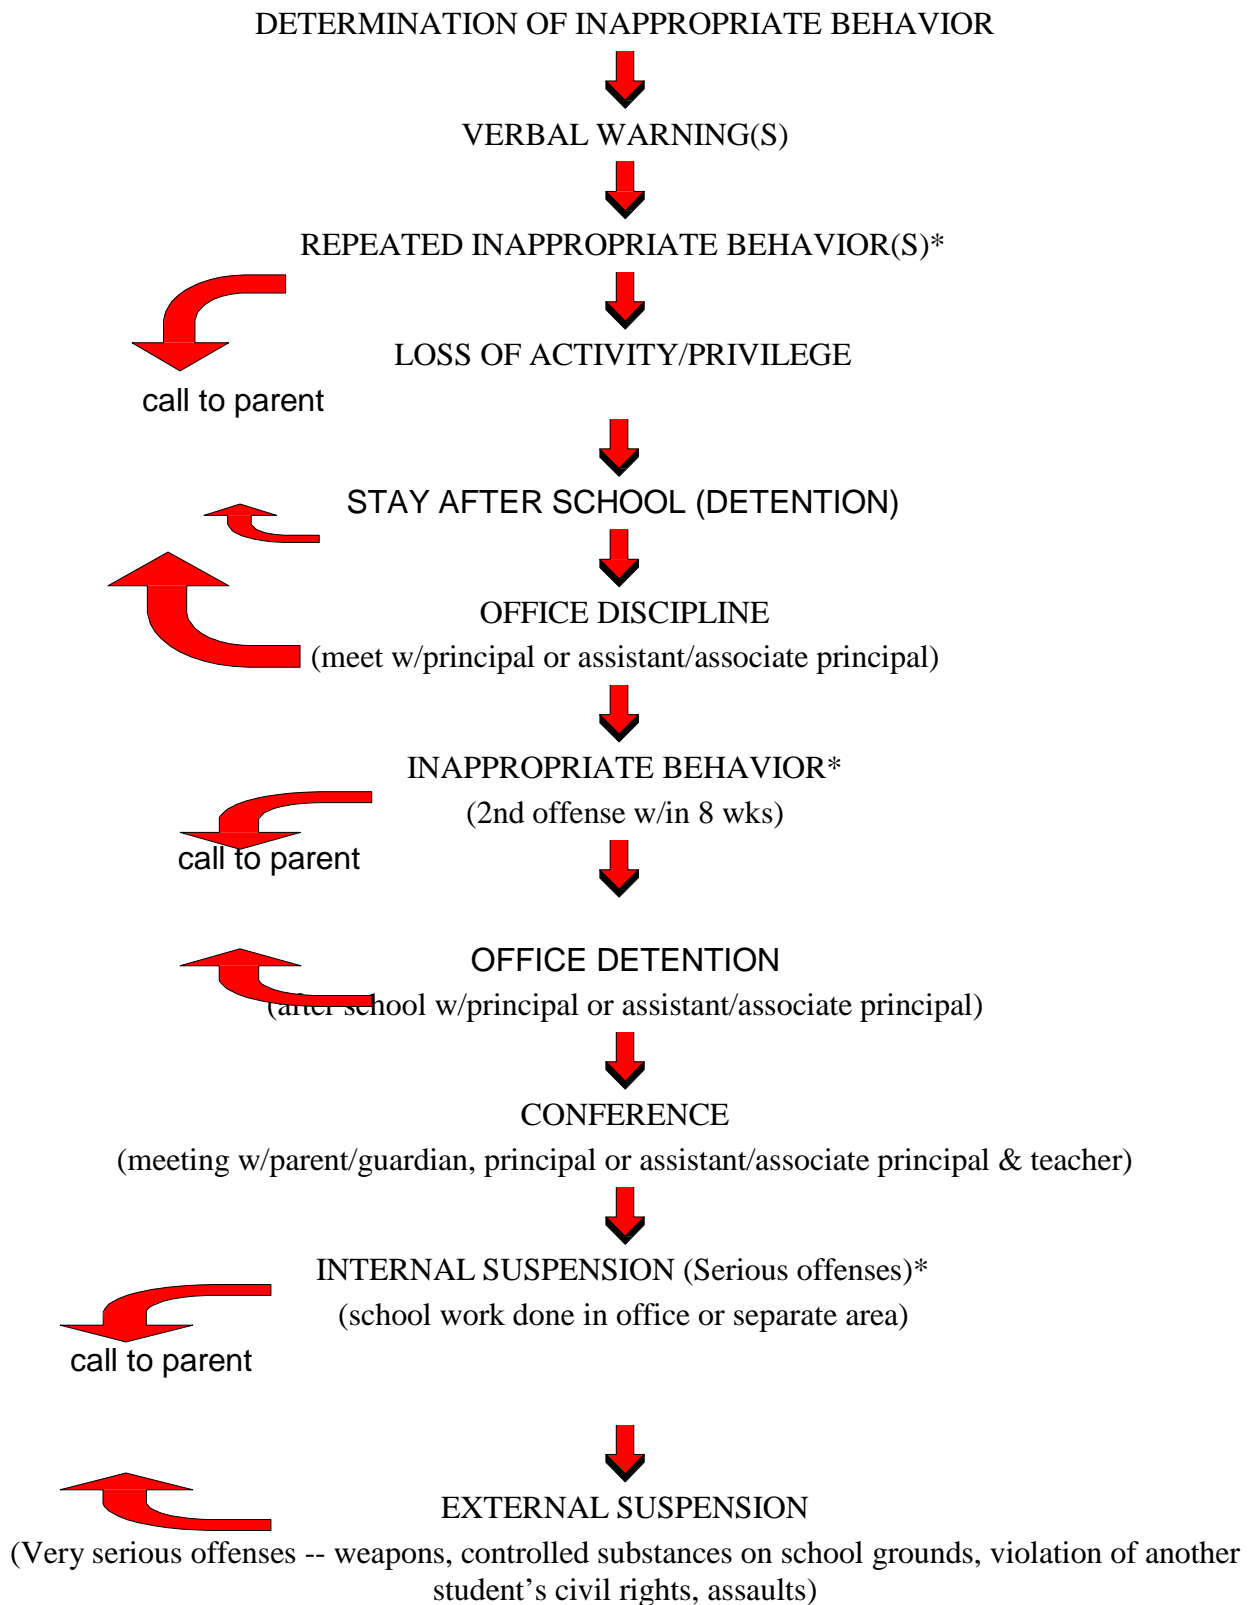 DETERMINATION OF INAPPROPRIATE BEHAVIOR
VERBAL WARNING(S)
REPEATED INAPPROPRIATE BEHAVIOR(S)*
LOSS OF ACTIVITY/PRIVILEGE
call to parent
STAY AFTER SCHOOL (DETENTION)
OFFICE DISCIPLINE
(meet w/principal or assistant/associate principal)
INAPPROPRIATE BEHAVIOR*
(2nd offense w/in 8 wks)
call to parent
OFFICE DETENTION
(after school w/principal or assistant/associate principal)
CONFERENCE
(meeting w/parent/guardian, principal or assistant/associate principal & teacher)
INTERNAL SUSPENSION (Serious offenses)*
(school work done in office or separate area)
call to parent
EXTERNAL SUSPENSION
(Very serious offenses -- weapons, controlled substances on school grounds, violation of another
student's civil rights, assaults)